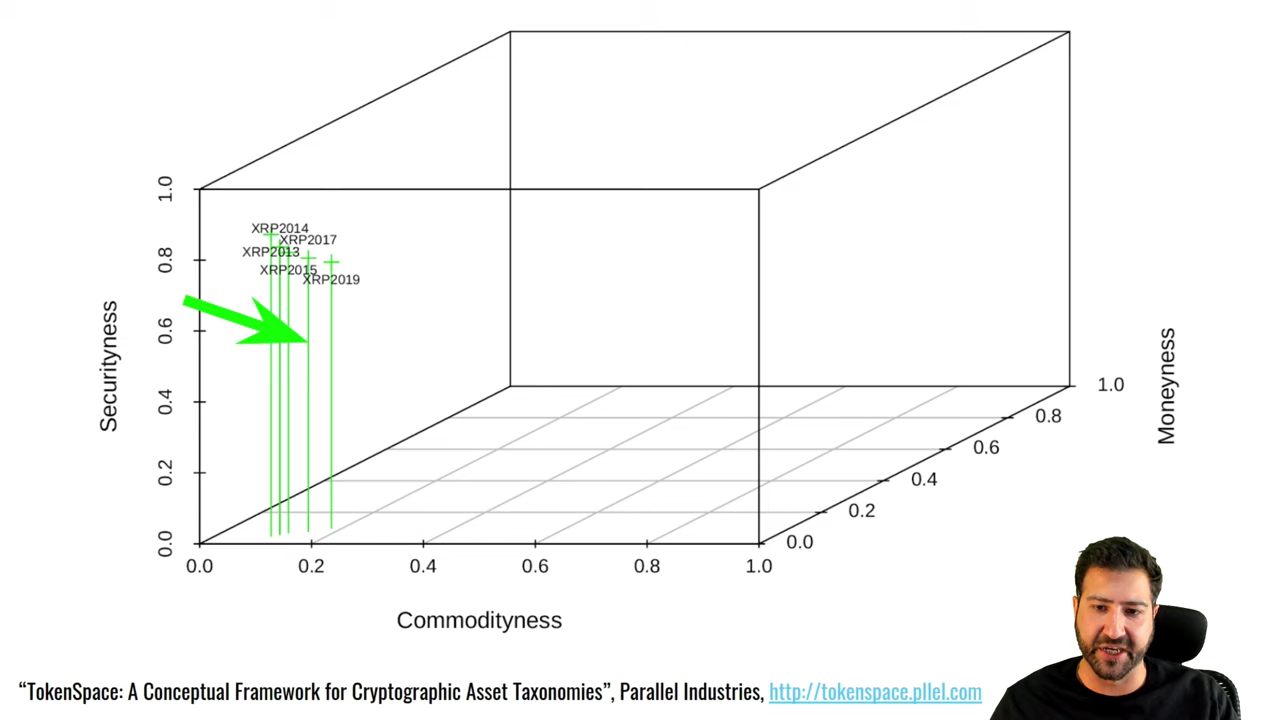 XRP2014
XRP2017
XRP2013
XRP2015
XRP2019
1.0
0.8
0.6
0.4
0.2
0.0
Securityness
0.0
0.2
0.4
0.6
0.8
1.0
Commodityness
1.0
0.8
0.6
0.4
0.2
0.0
Moneyness
“TokenSpace: A Conceptual Framework for Cryptographic Asset Taxonomies”, Parallel Industries, http://tokenspace.pllel.com